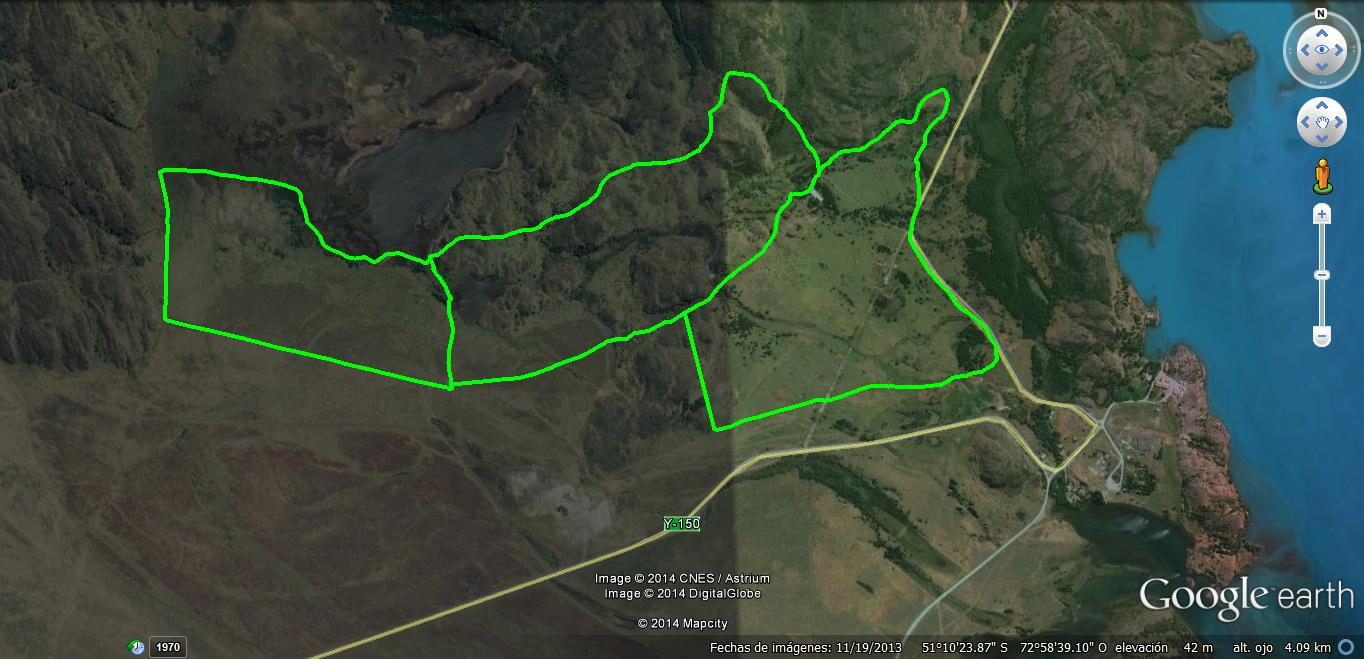 N
Y-150
Image © 2014 CNES / Astrium
Image © 2014 DigitalGlobe
© 2014 Mapcity
Google earth
1970
Fechas de imágenes: 11/19/2013 51°10'23.87" S 72°58'39.10" O elevación 42 m alt. ojo 4.09 km